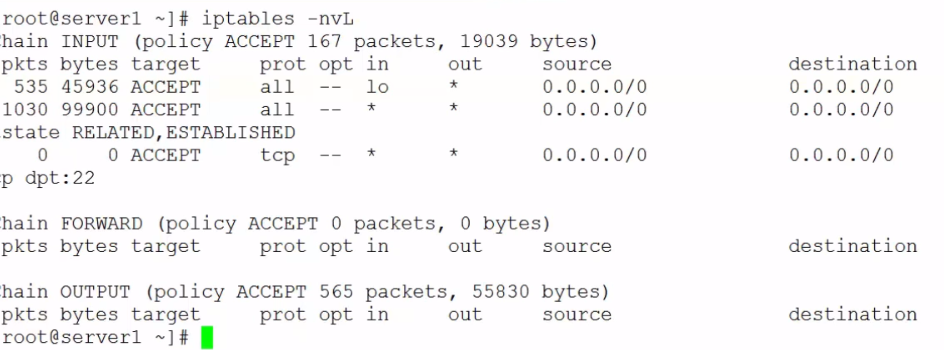 root@server1 ~]# iptables -nvL
hain INPUT (policy ACCEPT 167 packets, 19039 bytes)
pkts bytes target prot opt in out source destination
535 45936 ACCEPT all -- lo * 0.0.0.0/0 0.0.0.0/0
1030 99900 ACCEPT all -- * * 0.0.0.0/0 0.0.0.0/0
state RELATED,ESTABLISHED
0 0 ACCEPT tcp -- * * 0.0.0.0/0 0.0.0.0/0
p dpt:22
hain FORWARD (policy ACCEPT 0 packets, 0 bytes)
pkts bytes target prot opt in out source destination
hain OUTPUT (policy ACCEPT 565 packets, 55830 bytes)
pkts bytes target prot opt in out source destination
root@server1 ~]#